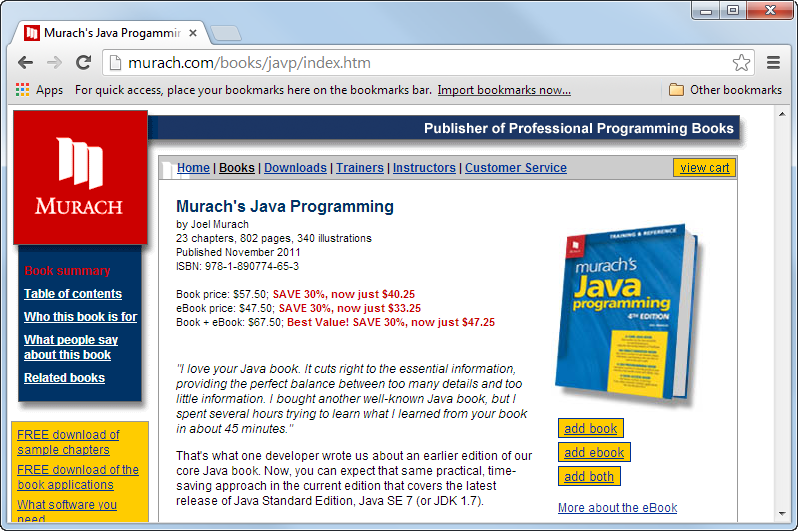 Murach's Java Progammin
murach.com/books/javp/index.htm
Apps For quick access, place your bookmarks here on the bookmarks bar. Import bookmarks now... Other bookmarks
Publisher of Professional Programming Books
MURACH
Home | Books | Downloads | Trainers | Instructors | Customer Service view cart
Murach's Java Programming
by Joel Murach
23 chapters, 802 pages, 340 illustrations
Published November 2011
ISBN: 978-1-890774-65-3
Book price: $57.50; SAVE 30%, now just $40.25
eBook price: $47.50; SAVE 30%, now just $33.25
Book + eBook: $67.50; Best Value! SAVE 30%, now just $47.25
"I love your Java book. It cuts right to the essential information,
providing the perfect balance between too many details and too
little information. I bought another well-known Java book, but I
spent several hours trying to learn what I learned from your book
in about 45 minutes."
That's what one developer wrote us about an earlier edition of our
core Java book. Now, you can expect that same practical, time-
saving approach in the current edition that covers the latest
release of Java Standard Edition, Java SE 7 (or JDK 1.7).
Book summary
Table of contents
Who this book is for
What people say
about this book
Related books
FREE download of
sample chapters
FREE download of the
book applications
What software you
need
TRAINING & REFERENCE
murach's
Java
programming
4TH EDITION
add book
add ebook
add both
More about the eBook